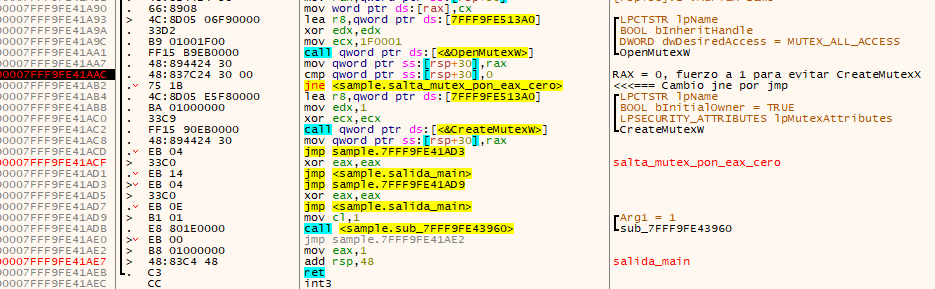 00007FFF9FE41A90 . 66:8908 mov word ptr ds:[rax],cx
00007FFF9FE41A93 > 4C:8D05 06F90000 lea r8,qword ptr ds:[7FFF9FE513A0] LPCTSTR lpName
00007FFF9FE41A9A . 33D2 xor edx,edx BOOL bInheritHandle
00007FFF9FE41A9C . B9 01001F00 mov ecx,1F0001 DWORD dwDesiredAccess = MUTEX_ALL_ACCESS
00007FFF9FE41AA1 . FF15 B9EB0000 call qword ptr ds:[<&OpenMutexW>] OpenMutexW
00007FFF9FE41AA7 . 48:894424 30 mov qword ptr ss:[rsp+30],rax
00007FFF9FE41AAC . 48:837C24 30 00 cmp qword ptr ss:[rsp+30],0 RAX = 0, fuerzo a 1 para evitar CreateMutexX
00007FFF9FE41AB2 . 75 1B jne <sample.salta_mutex_pon_eax_cero> <<<=== Cambio jne por jmp
00007FFF9FE41AB4 . 4C:8D05 E5F80000 lea r8,qword ptr ds:[7FFF9FE513A0] LPCTSTR lpName
00007FFF9FE41ABB . BA 01000000 mov edx,1 BOOL bInitialOwner = TRUE
00007FFF9FE41AC0 . 33C9 xor ecx,ecx LPSECURITY_ATTRIBUTES lpMutexAttributes
00007FFF9FE41AC2 . FF15 90EB0000 call qword ptr ds:[<&CreateMutexW>] CreateMutexW
00007FFF9FE41AC8 . 48:894424 30 mov qword ptr ss:[rsp+30],rax
00007FFF9FE41ACD . EB 04 jmp sample.7FFF9FE41AD3
00007FFF9FE41ACF > 33C0 xor eax,eax salta_mutex_pon_eax_cero
00007FFF9FE41AD1 . EB 14 jmp <sample.salida_main>
00007FFF9FE41AD3 > EB 04 jmp sample.7FFF9FE41AD9
00007FFF9FE41AD5 > 33C0 xor eax,eax
00007FFF9FE41AD7 . EB 0E jmp <sample.salida_main>
00007FFF9FE41AD9 > B1 01 mov cl,1 Arg1 = 1
00007FFF9FE41ADB . E8 801E0000 call <sample.sub_7FFF9FE43960> sub_7FFF9FE43960
00007FFF9FE41AE0 > EB 00 jmp sample.7FFF9FE41AE2
00007FFF9FE41AE2 > B8 01000000 mov eax,1
00007FFF9FE41AE7 > 48:83C4 48 add rsp,48 salida_main
00007FFF9FE41AEB . C3 ret
00007FFF9FE41AEC CC int3